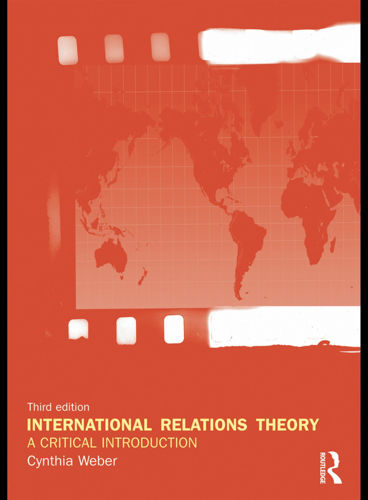 Third edition
INTERNATIONAL RELATIONS THEORY
A CRITICAL INTRODUCTION
Cynthia Weber
ROUTLEDGE